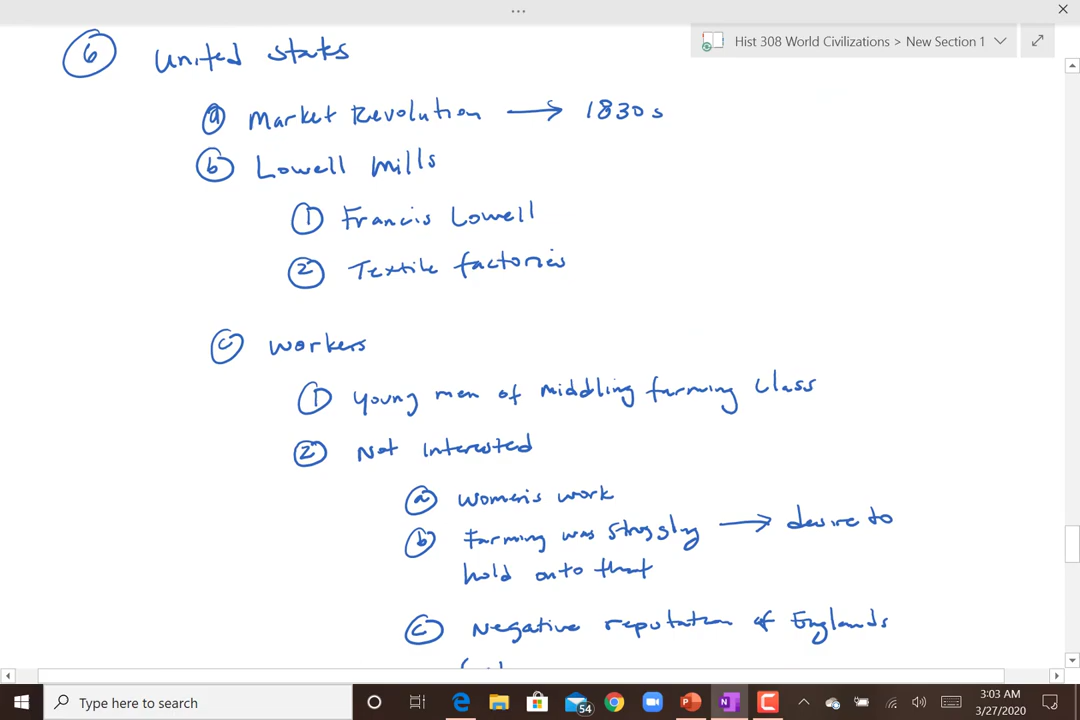 Hist 308 World Civilizations > New Section 1
6 United States
a Market Revolution → 1830s
b Lowell Mills
1 Francis Lowell
2 Textile factories
c workers
1 young men of middling farming class
2 Not interested
a women's work
b Farming was struggling → desire to
hold onto that
c Negative reputation of Englands
Type here to search
54
3:03 AM
3/27/2020